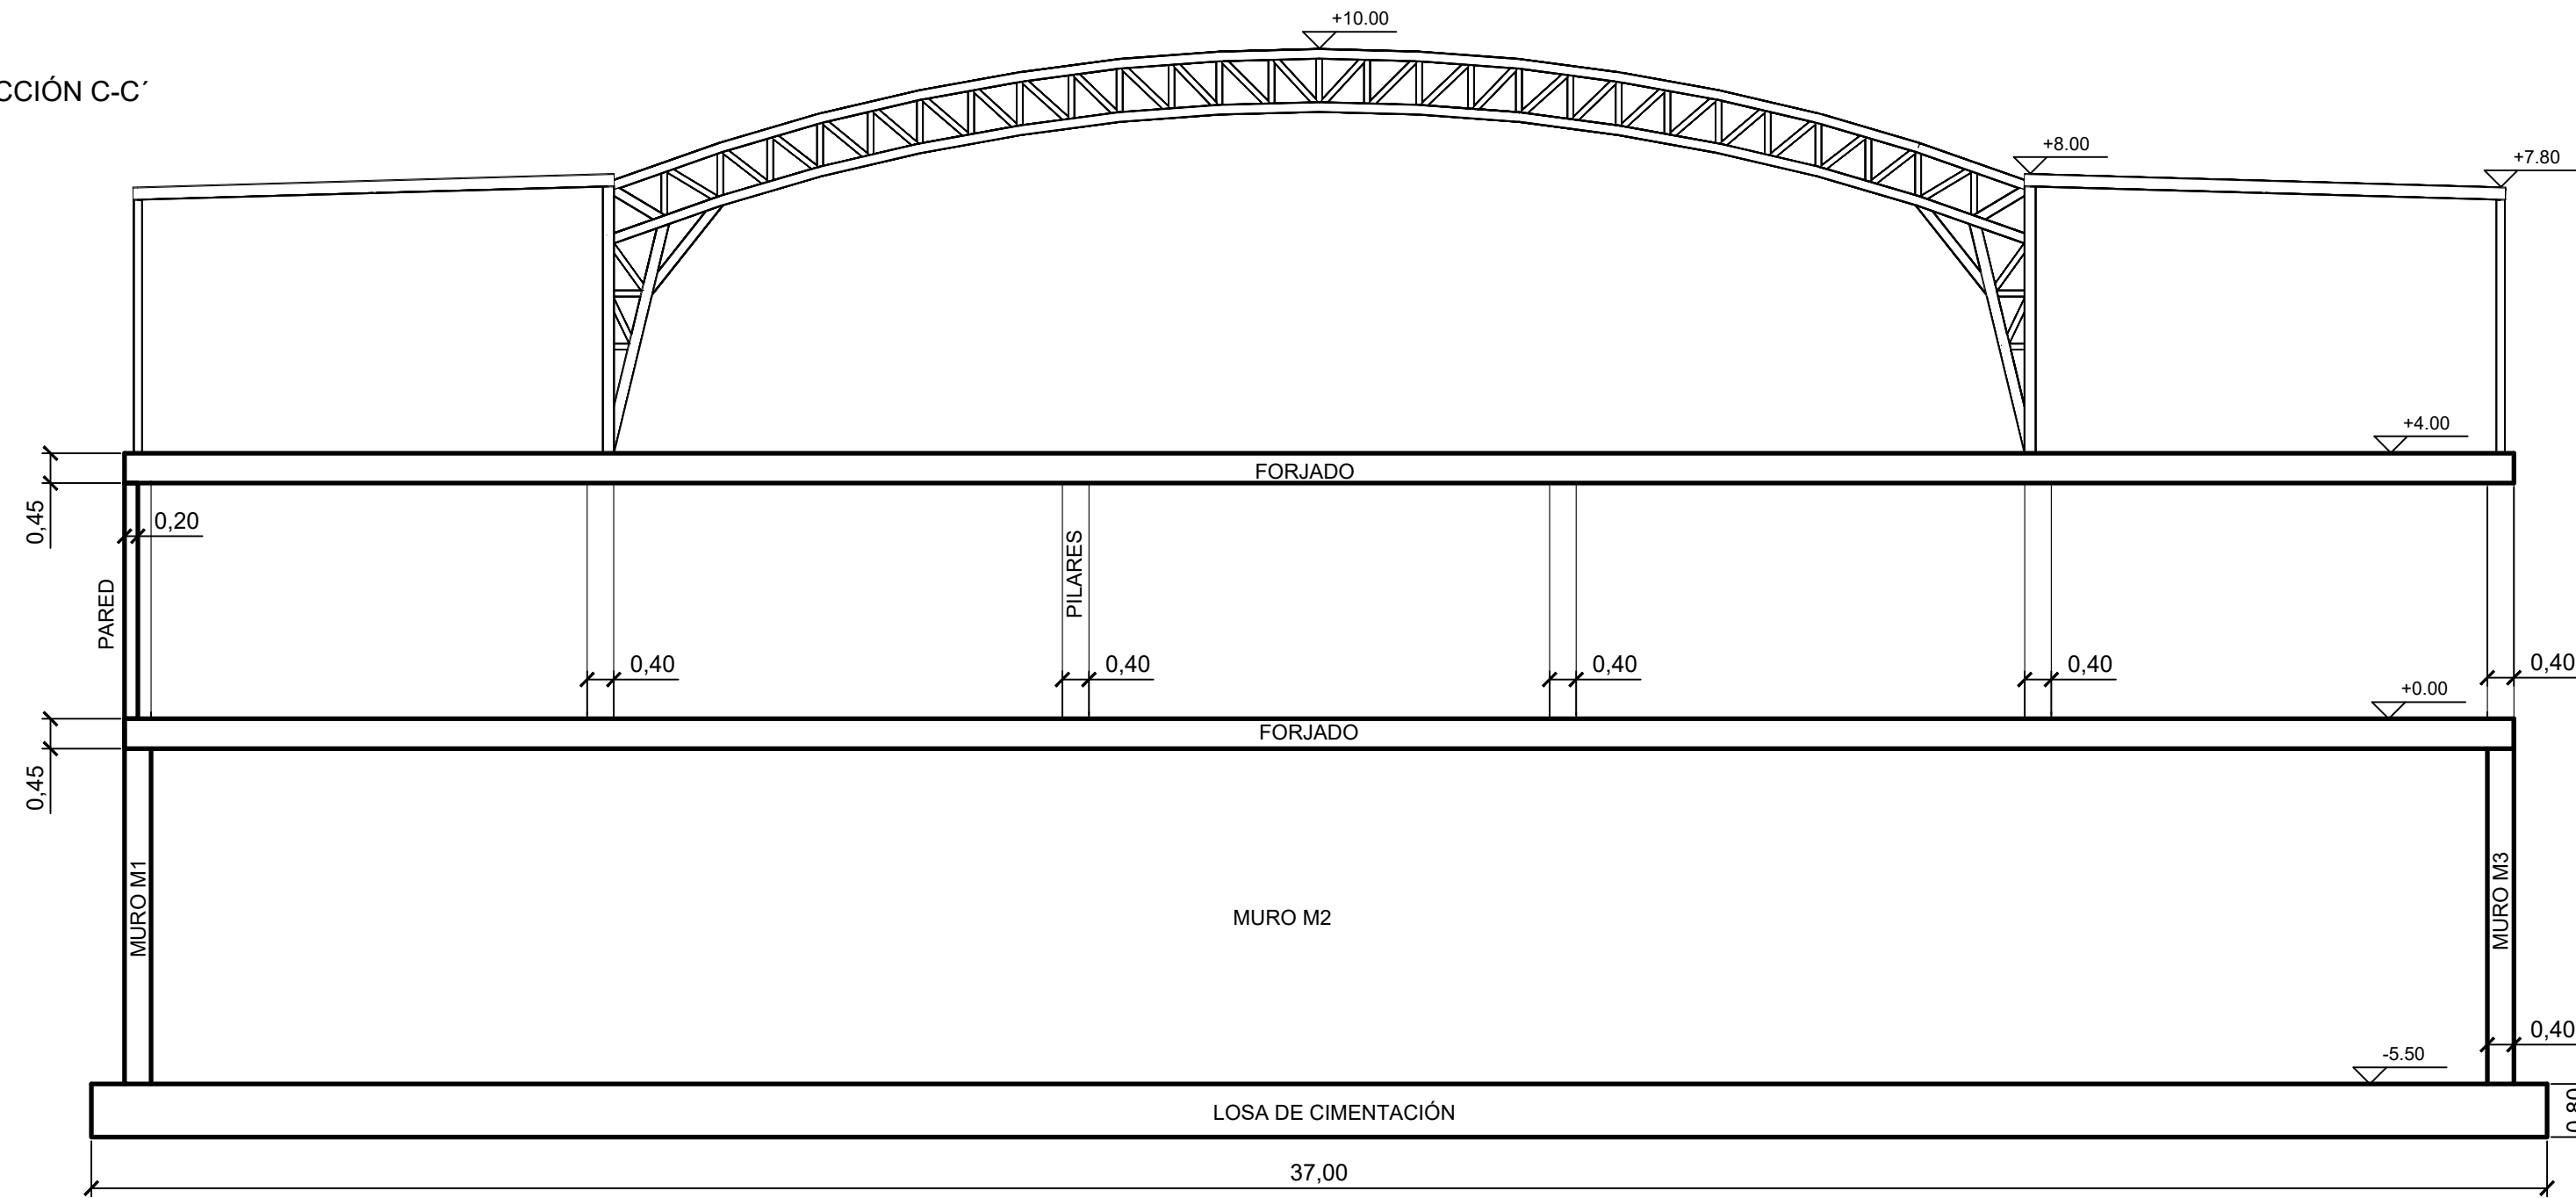 +10.00
CCIÓN C-C´
+8.00
+7.80
+4.00
FORJADO
0,45
0,20
PARED
PILARES
0,40
0,40
0,40
0,40
0,40
+0.00
FORJADO
0,45
MURO M1
MURO M2
MURO M3
0,40
-5.50
LOSA DE CIMENTACIÓN
0,80
37,00